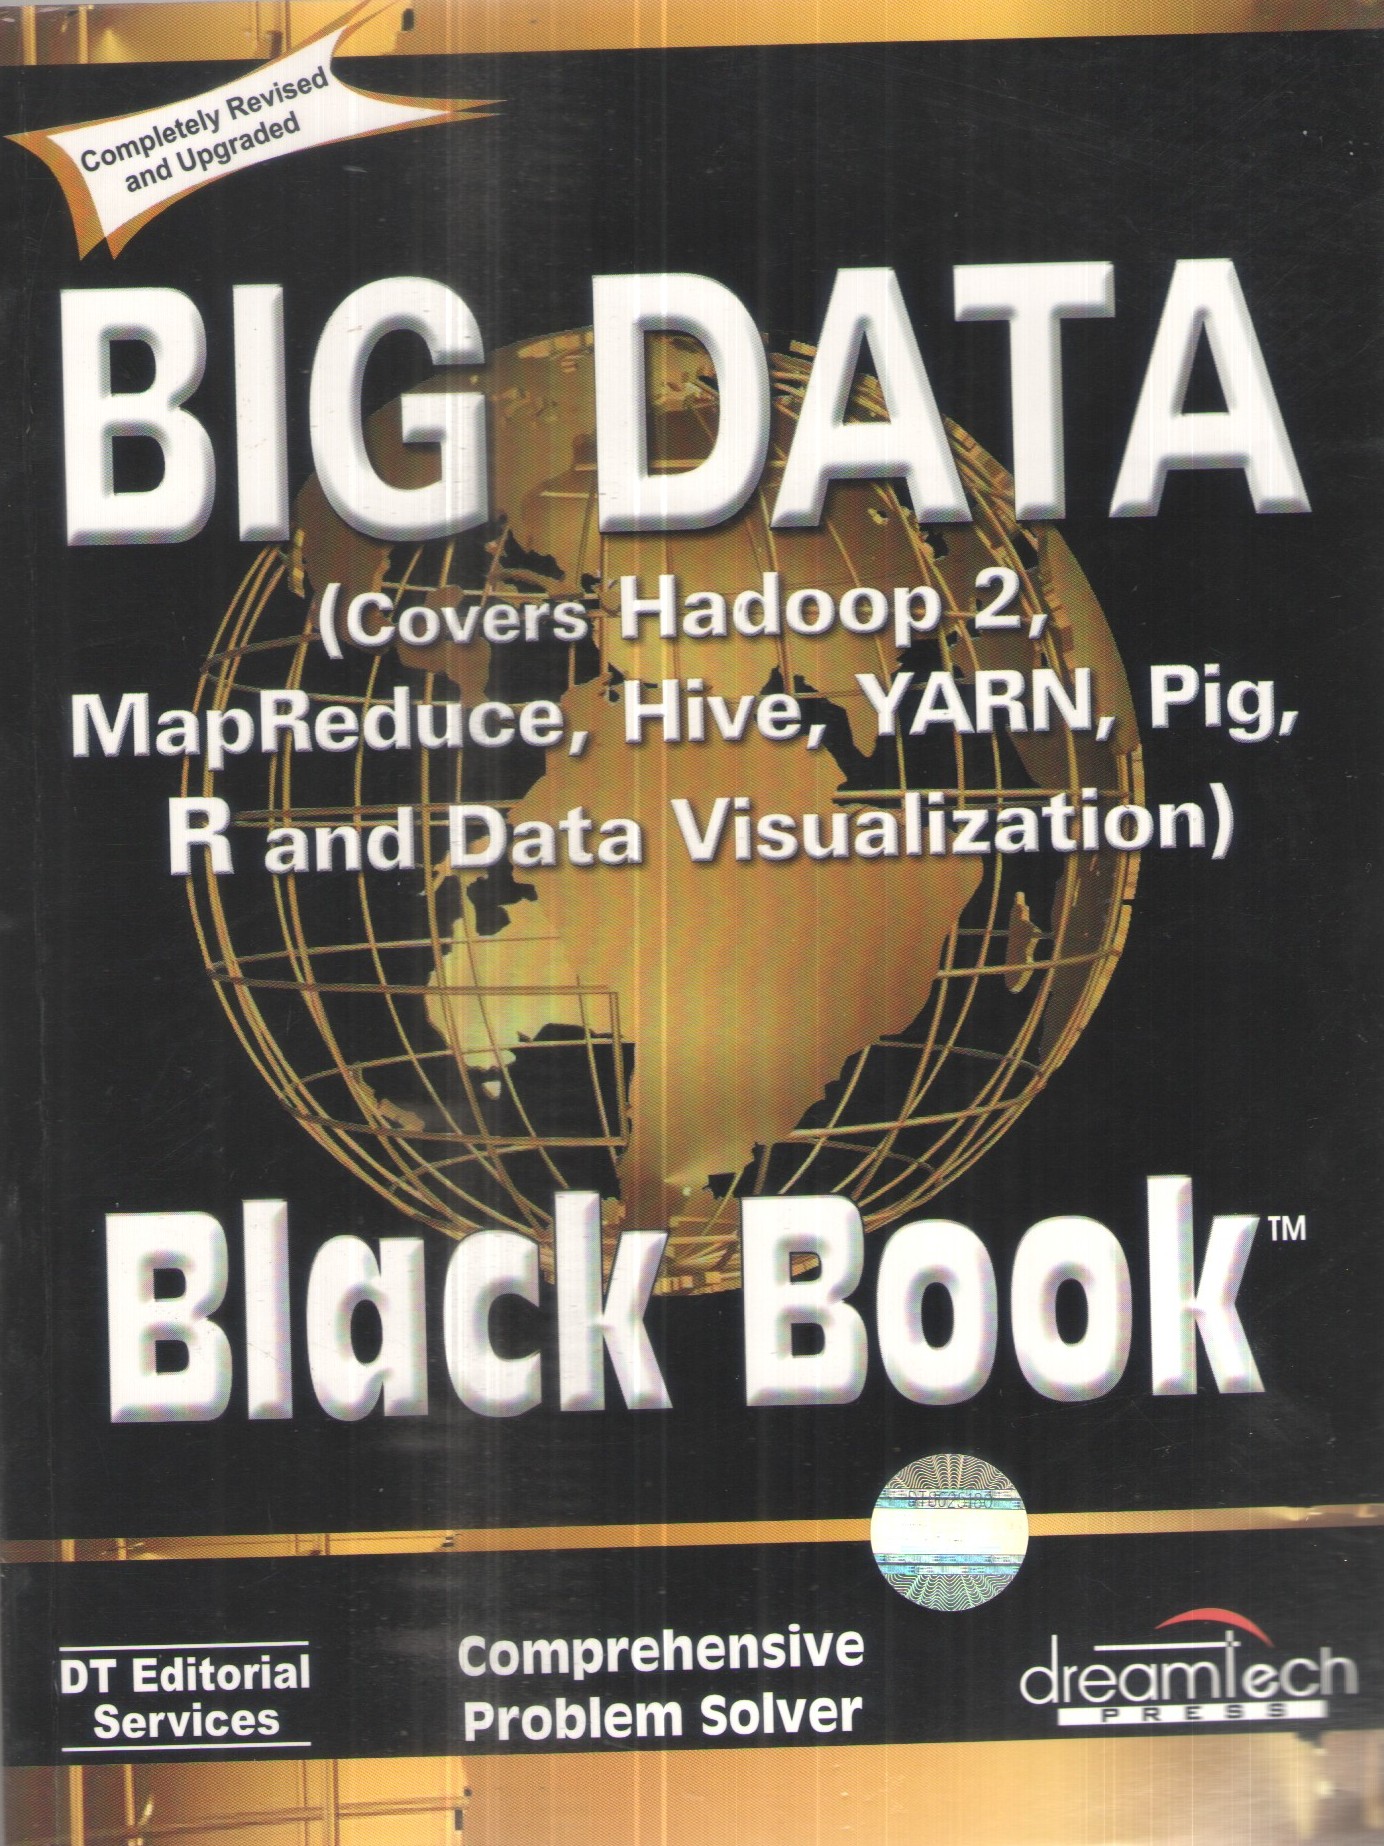 Completely Revised
and Upgraded
BIG DATA
(Covers Hadoop 2,
MapReduce, Hive, YARN, Pig,
R and Data Visualization)
Black Book™
DT Editorial
Services
Comprehensive
Problem Solver
dreamtech
PRESS